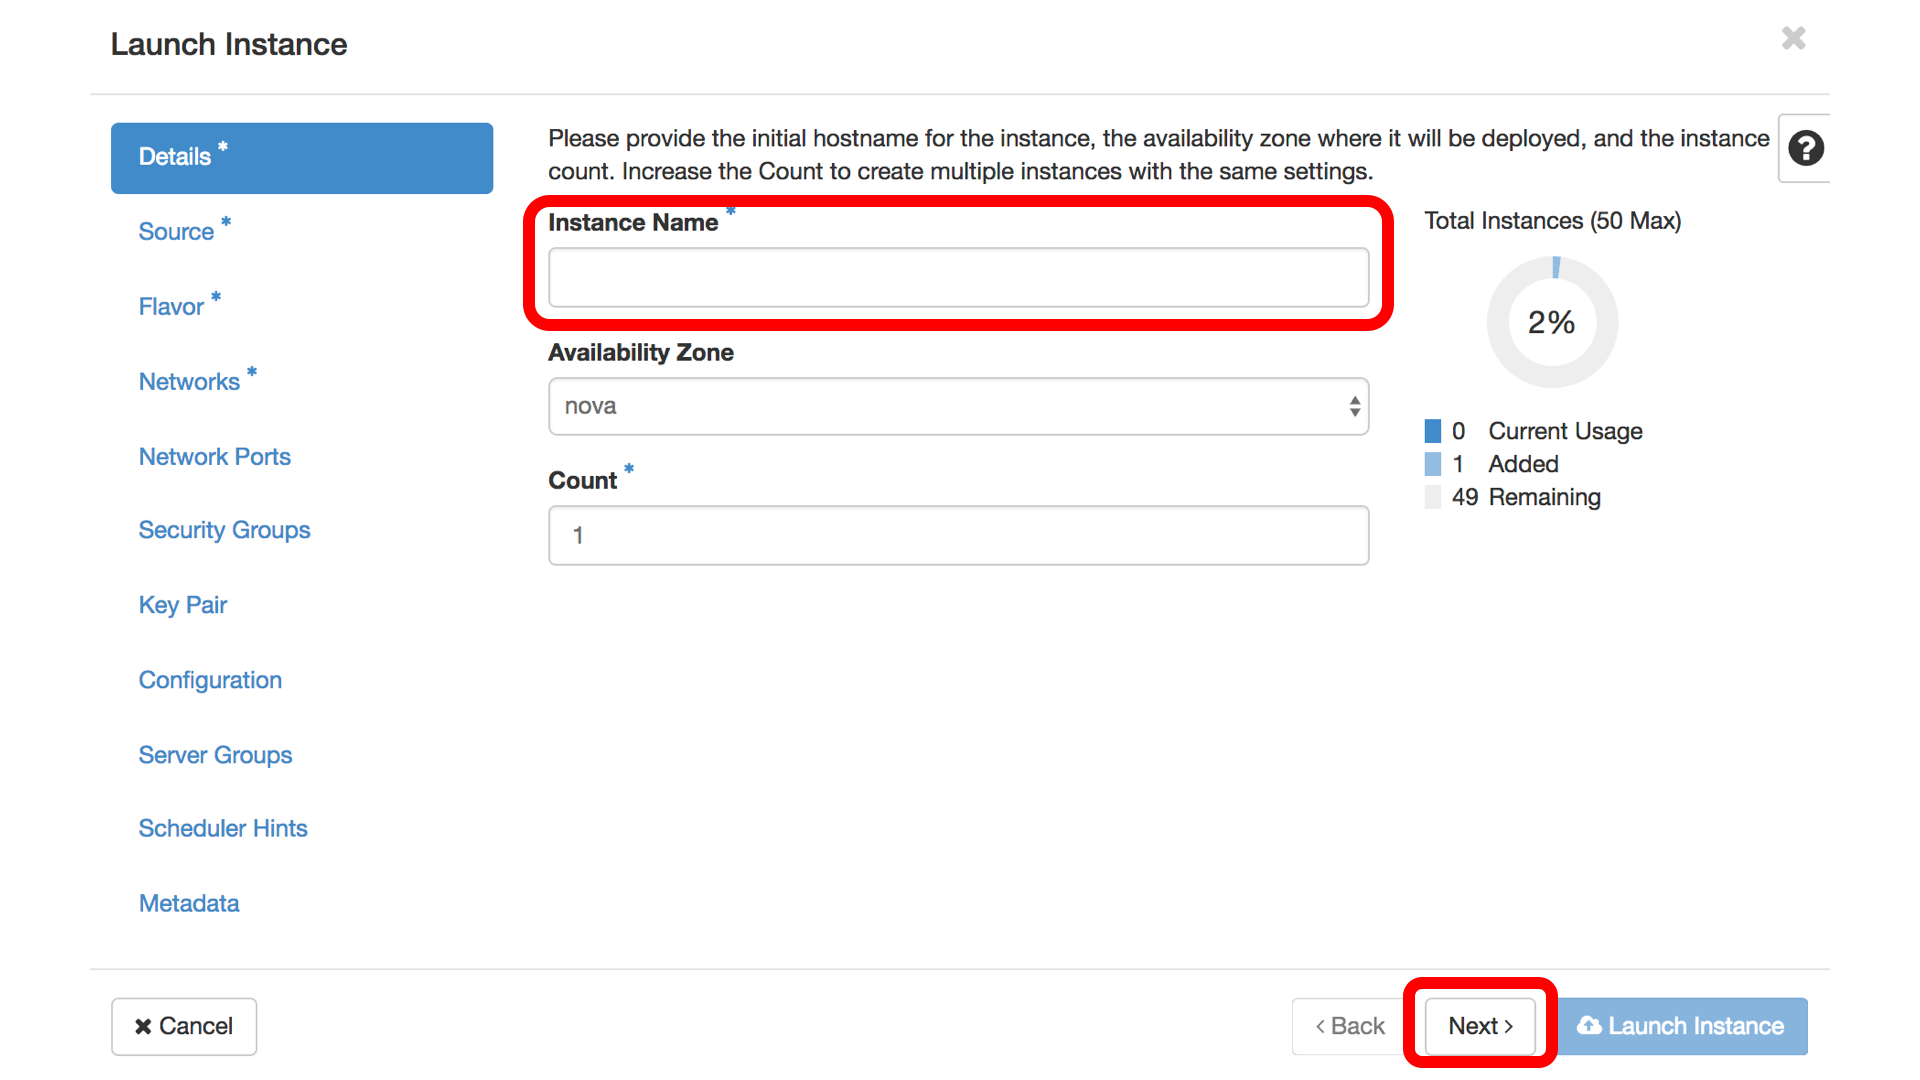 Launch Instance
Details *
Source *
Flavor *
Networks *
Network Ports
Security Groups
Key Pair
Configuration
Server Groups
Scheduler Hints
Metadata
Please provide the initial hostname for the instance, the availability zone where it will be deployed, and the instance
count. Increase the Count to create multiple instances with the same settings.
Instance Name *
Availability Zone
nova
Count *
1
Total Instances (50 Max)
2%
0 Current Usage
1 Added
49 Remaining
Cancel
Back
Next
Launch Instance